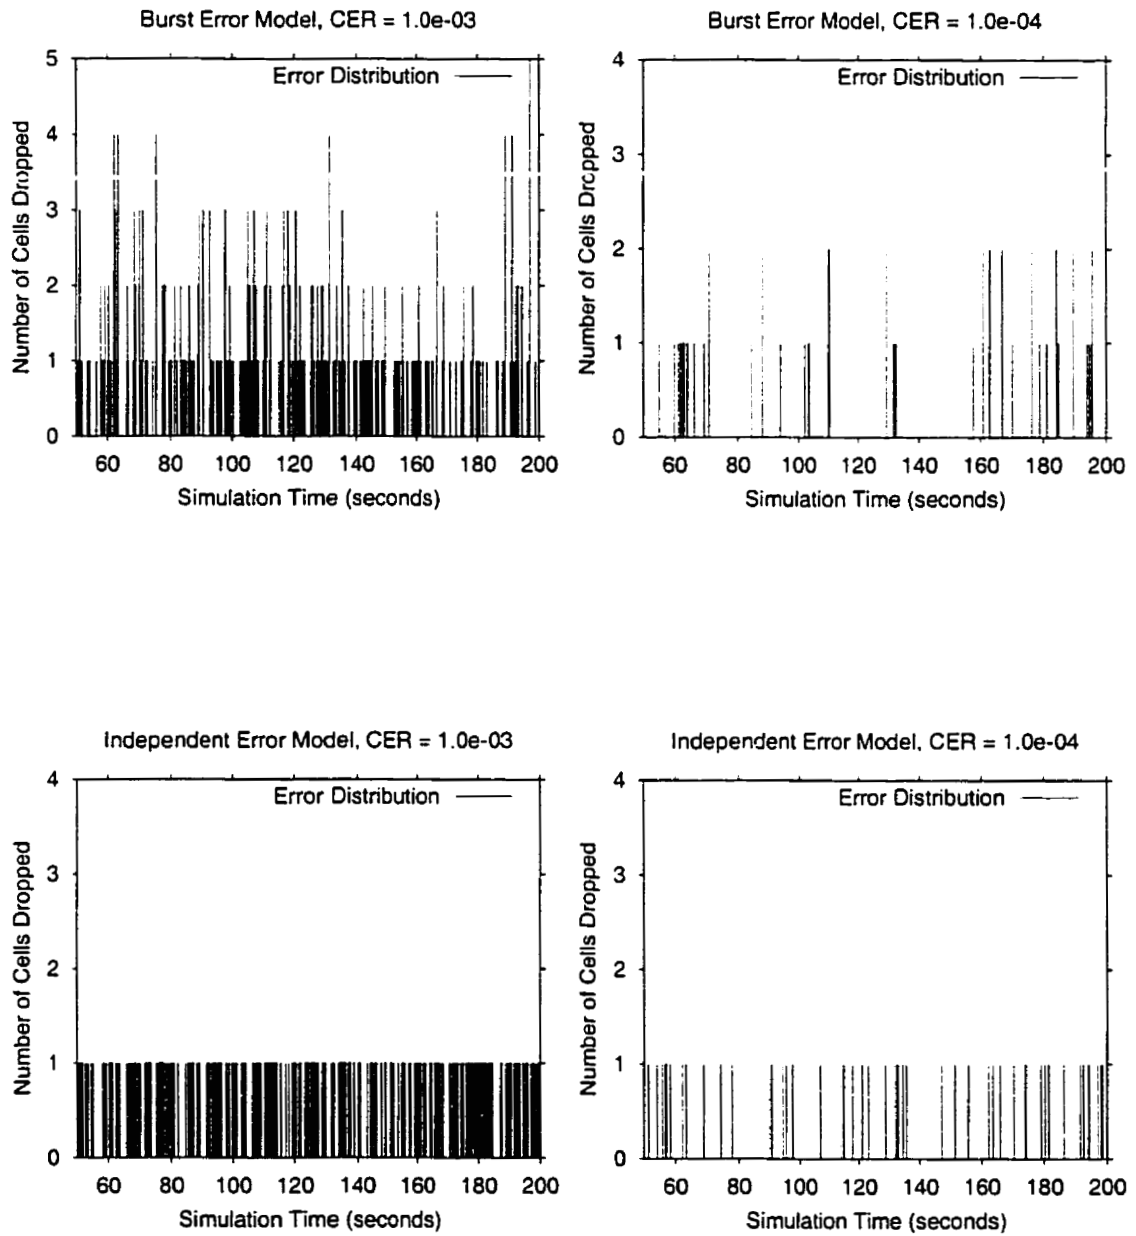 Burst Error Model, CER = 1.0e-03
Error Distribution
Number of Cells Dropped
5
4
3
2
1
0
60 80 100 120 140 160 180 200
Simulation Time (seconds)
Burst Error Model, CER = 1.0e-04
Error Distribution
Number of Cells Dropped
4
3
2
1
0
60 80 100 120 140 160 180 200
Simulation Time (seconds)
Independent Error Model, CER = 1.0e-03
Error Distribution
Number of Cells Dropped
4
3
2
1
0
60 80 100 120 140 160 180 200
Simulation Time (seconds)
Independent Error Model, CER = 1.0e-04
Error Distribution
Number of Cells Dropped
4
3
2
1
0
60 80 100 120 140 160 180 200
Simulation Time (seconds)